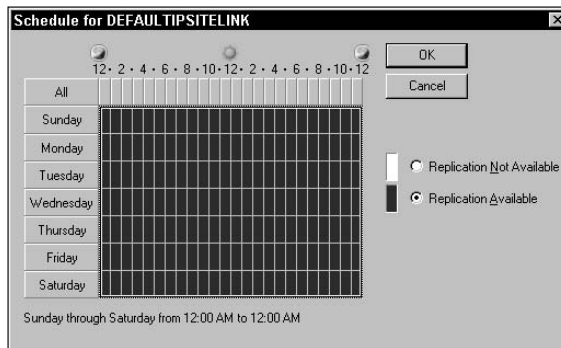 Schedule for DEFAULTIPSITELINK
OK
Cancel
12 · 2 · 4 · 6 · 8 · 10 · 12 · 2 · 4 · 6 · 8 · 10 · 12
All
Sunday
Monday
Tuesday
Wednesday
Thursday
Friday
Saturday
Replication Not Available
Replication Available
Sunday through Saturday from 12:00 AM to 12:00 AM